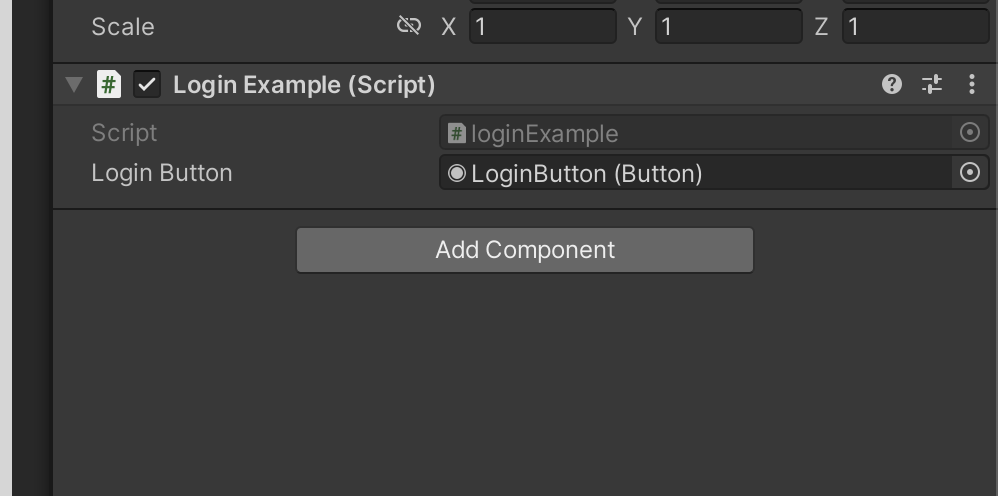 Scale X 1 Y 1 Z 1
# Login Example (Script) ?
Script # loginExample
Login Button LoginButton (Button)
Add Component